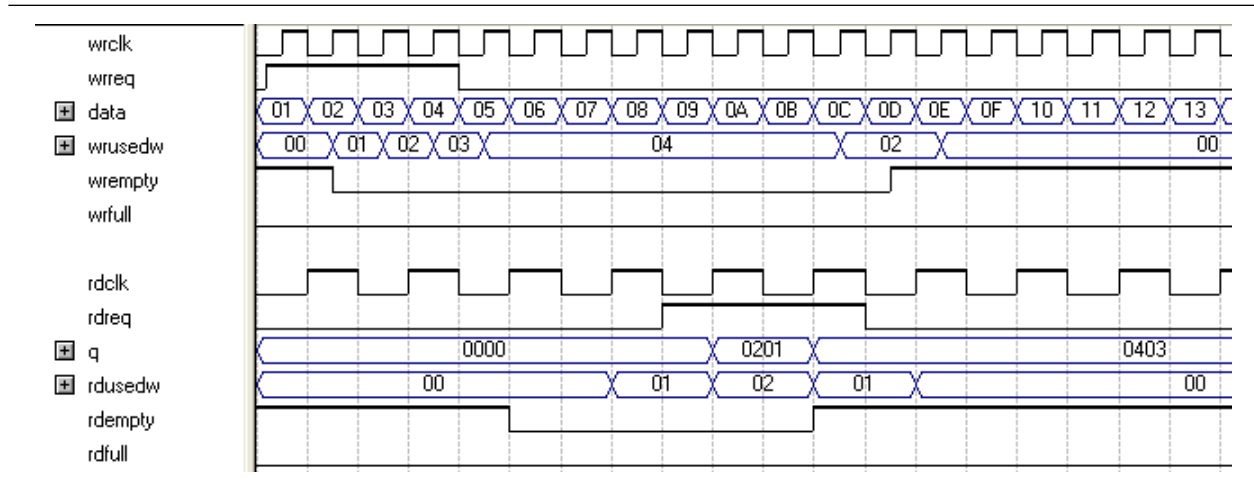 wrclk
wrreq
data 01 02 03 04 05 06 07 08 09 0A 0B 0C 0D 0E 0F 10 11 12 13
wrusedw 00 01 02 03 04 02 00
wrempty
wrfull
rdclk
rdreq
q 0000 0201 0403
rdusedw 00 01 02 01 00
rdempty
rdfull